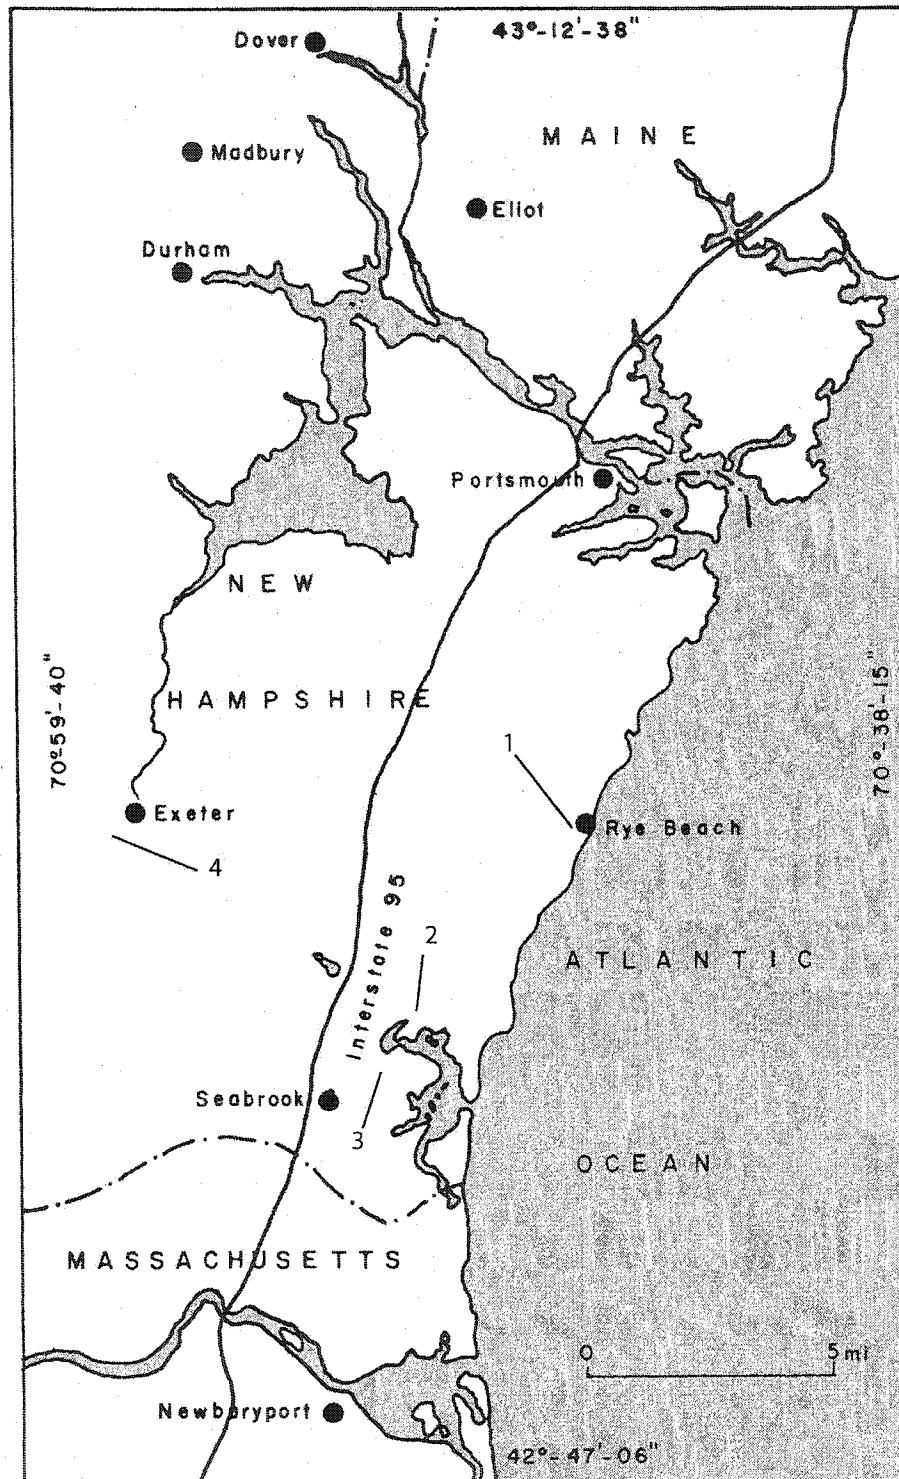 Dover
43°-12'-38"
MAINE
Madbury
Eliot
Durham
Portsmouth
NEW
HAMPSHIRE
70°59'-40"
70°-38'-15"
1
Exeter
Rye Beach
4
Interstate 95
2
ATLANTIC
Seabrook
3
OCEAN
MASSACHUSETTS
0 5 mi
Newburyport
42°-47'-06"